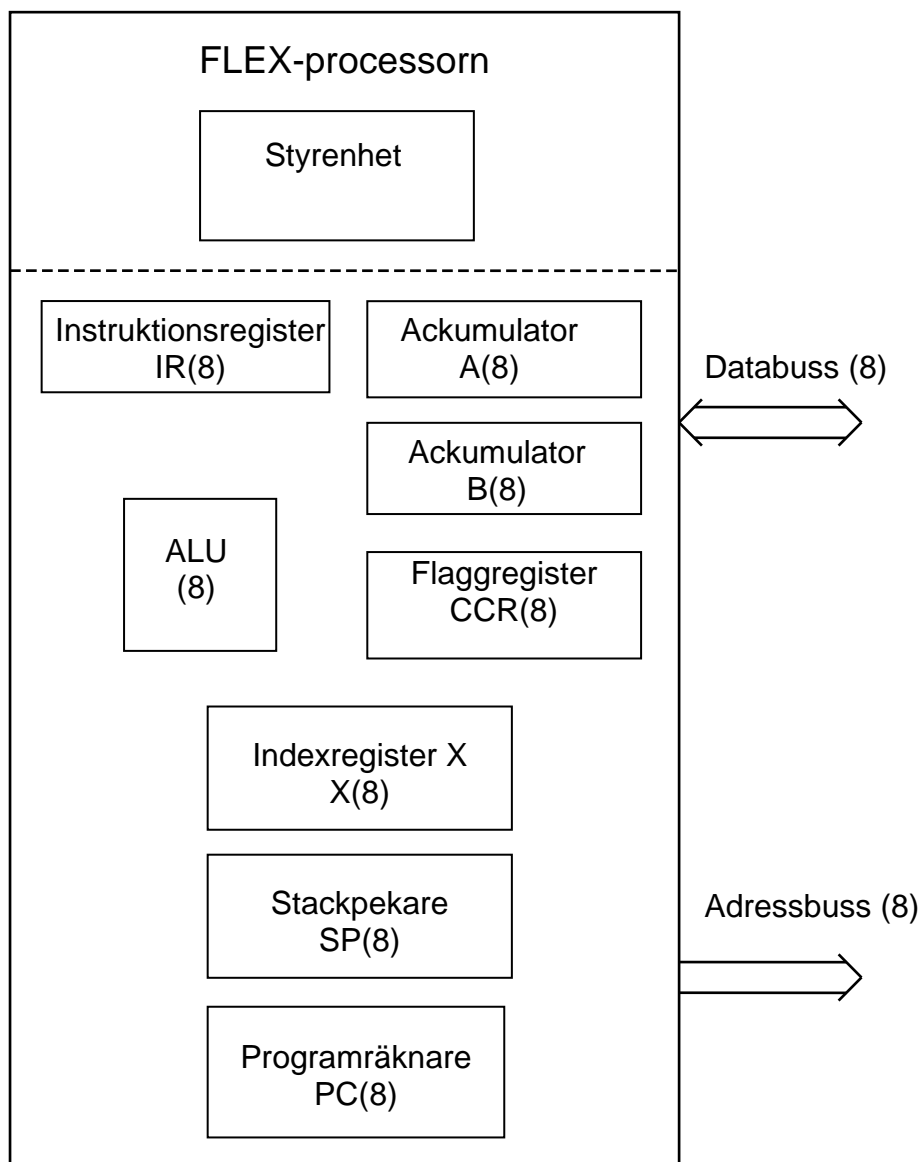 FLEX-processorn
Styrenhet
Instruktionsregister
IR(8)
Ackumulator
A(8)
Databuss (8)
Ackumulator
B(8)
ALU
(8)
Flaggregister
CCR(8)
Indexregister X
X(8)
Stackpekare
SP(8)
Adressbuss (8)
Programräknare
PC(8)